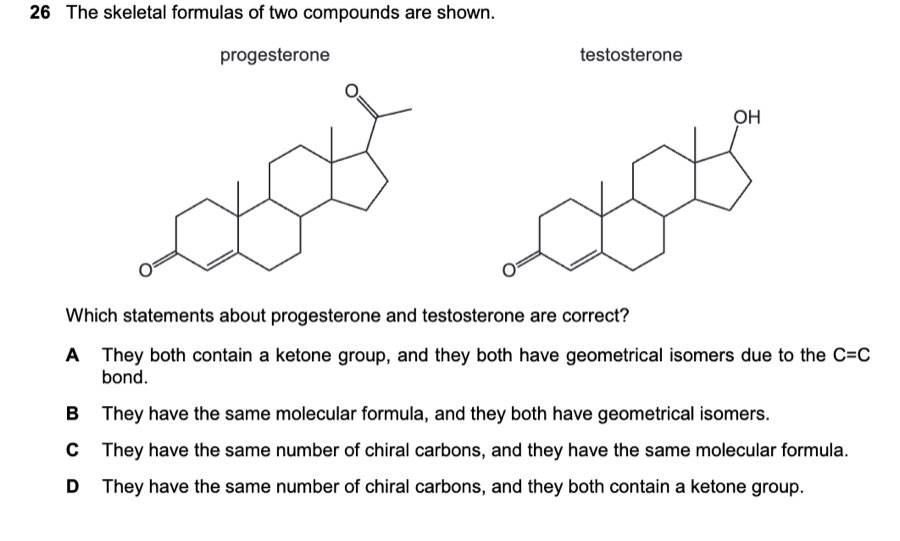 26 The skeletal formulas of two compounds are shown.
progesterone testosterone
O
OH
O O
Which statements about progesterone and testosterone are correct?
A They both contain a ketone group, and they both have geometrical isomers due to the C=C
bond.
B They have the same molecular formula, and they both have geometrical isomers.
C They have the same number of chiral carbons, and they have the same molecular formula.
D They have the same number of chiral carbons, and they both contain a ketone group.